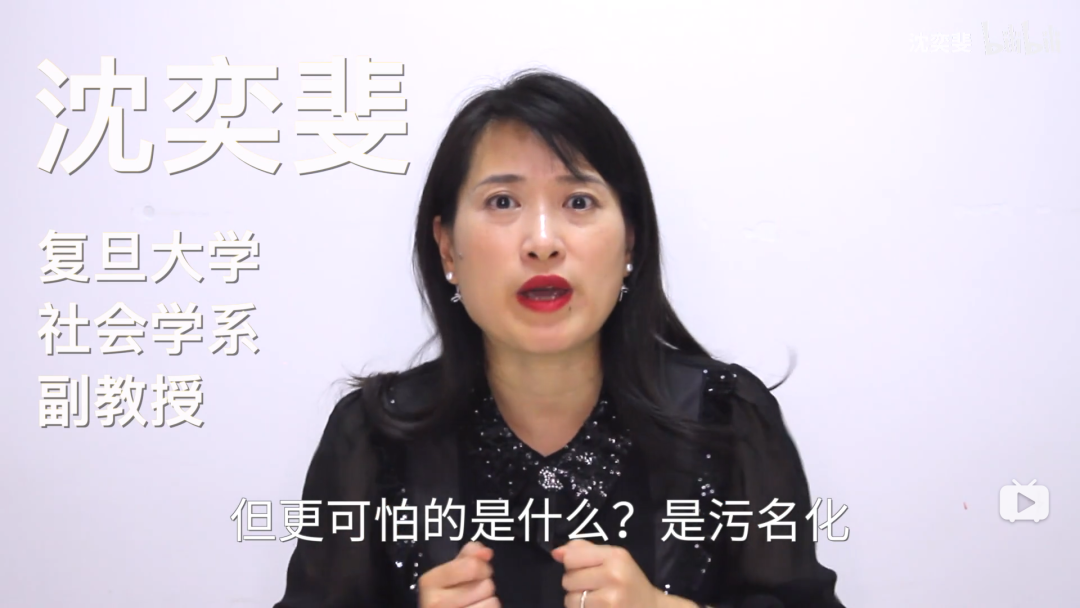 沈奕斐
沈奕斐
复旦大学
社会学系
副教授
但更可怕的是什么？是污名化